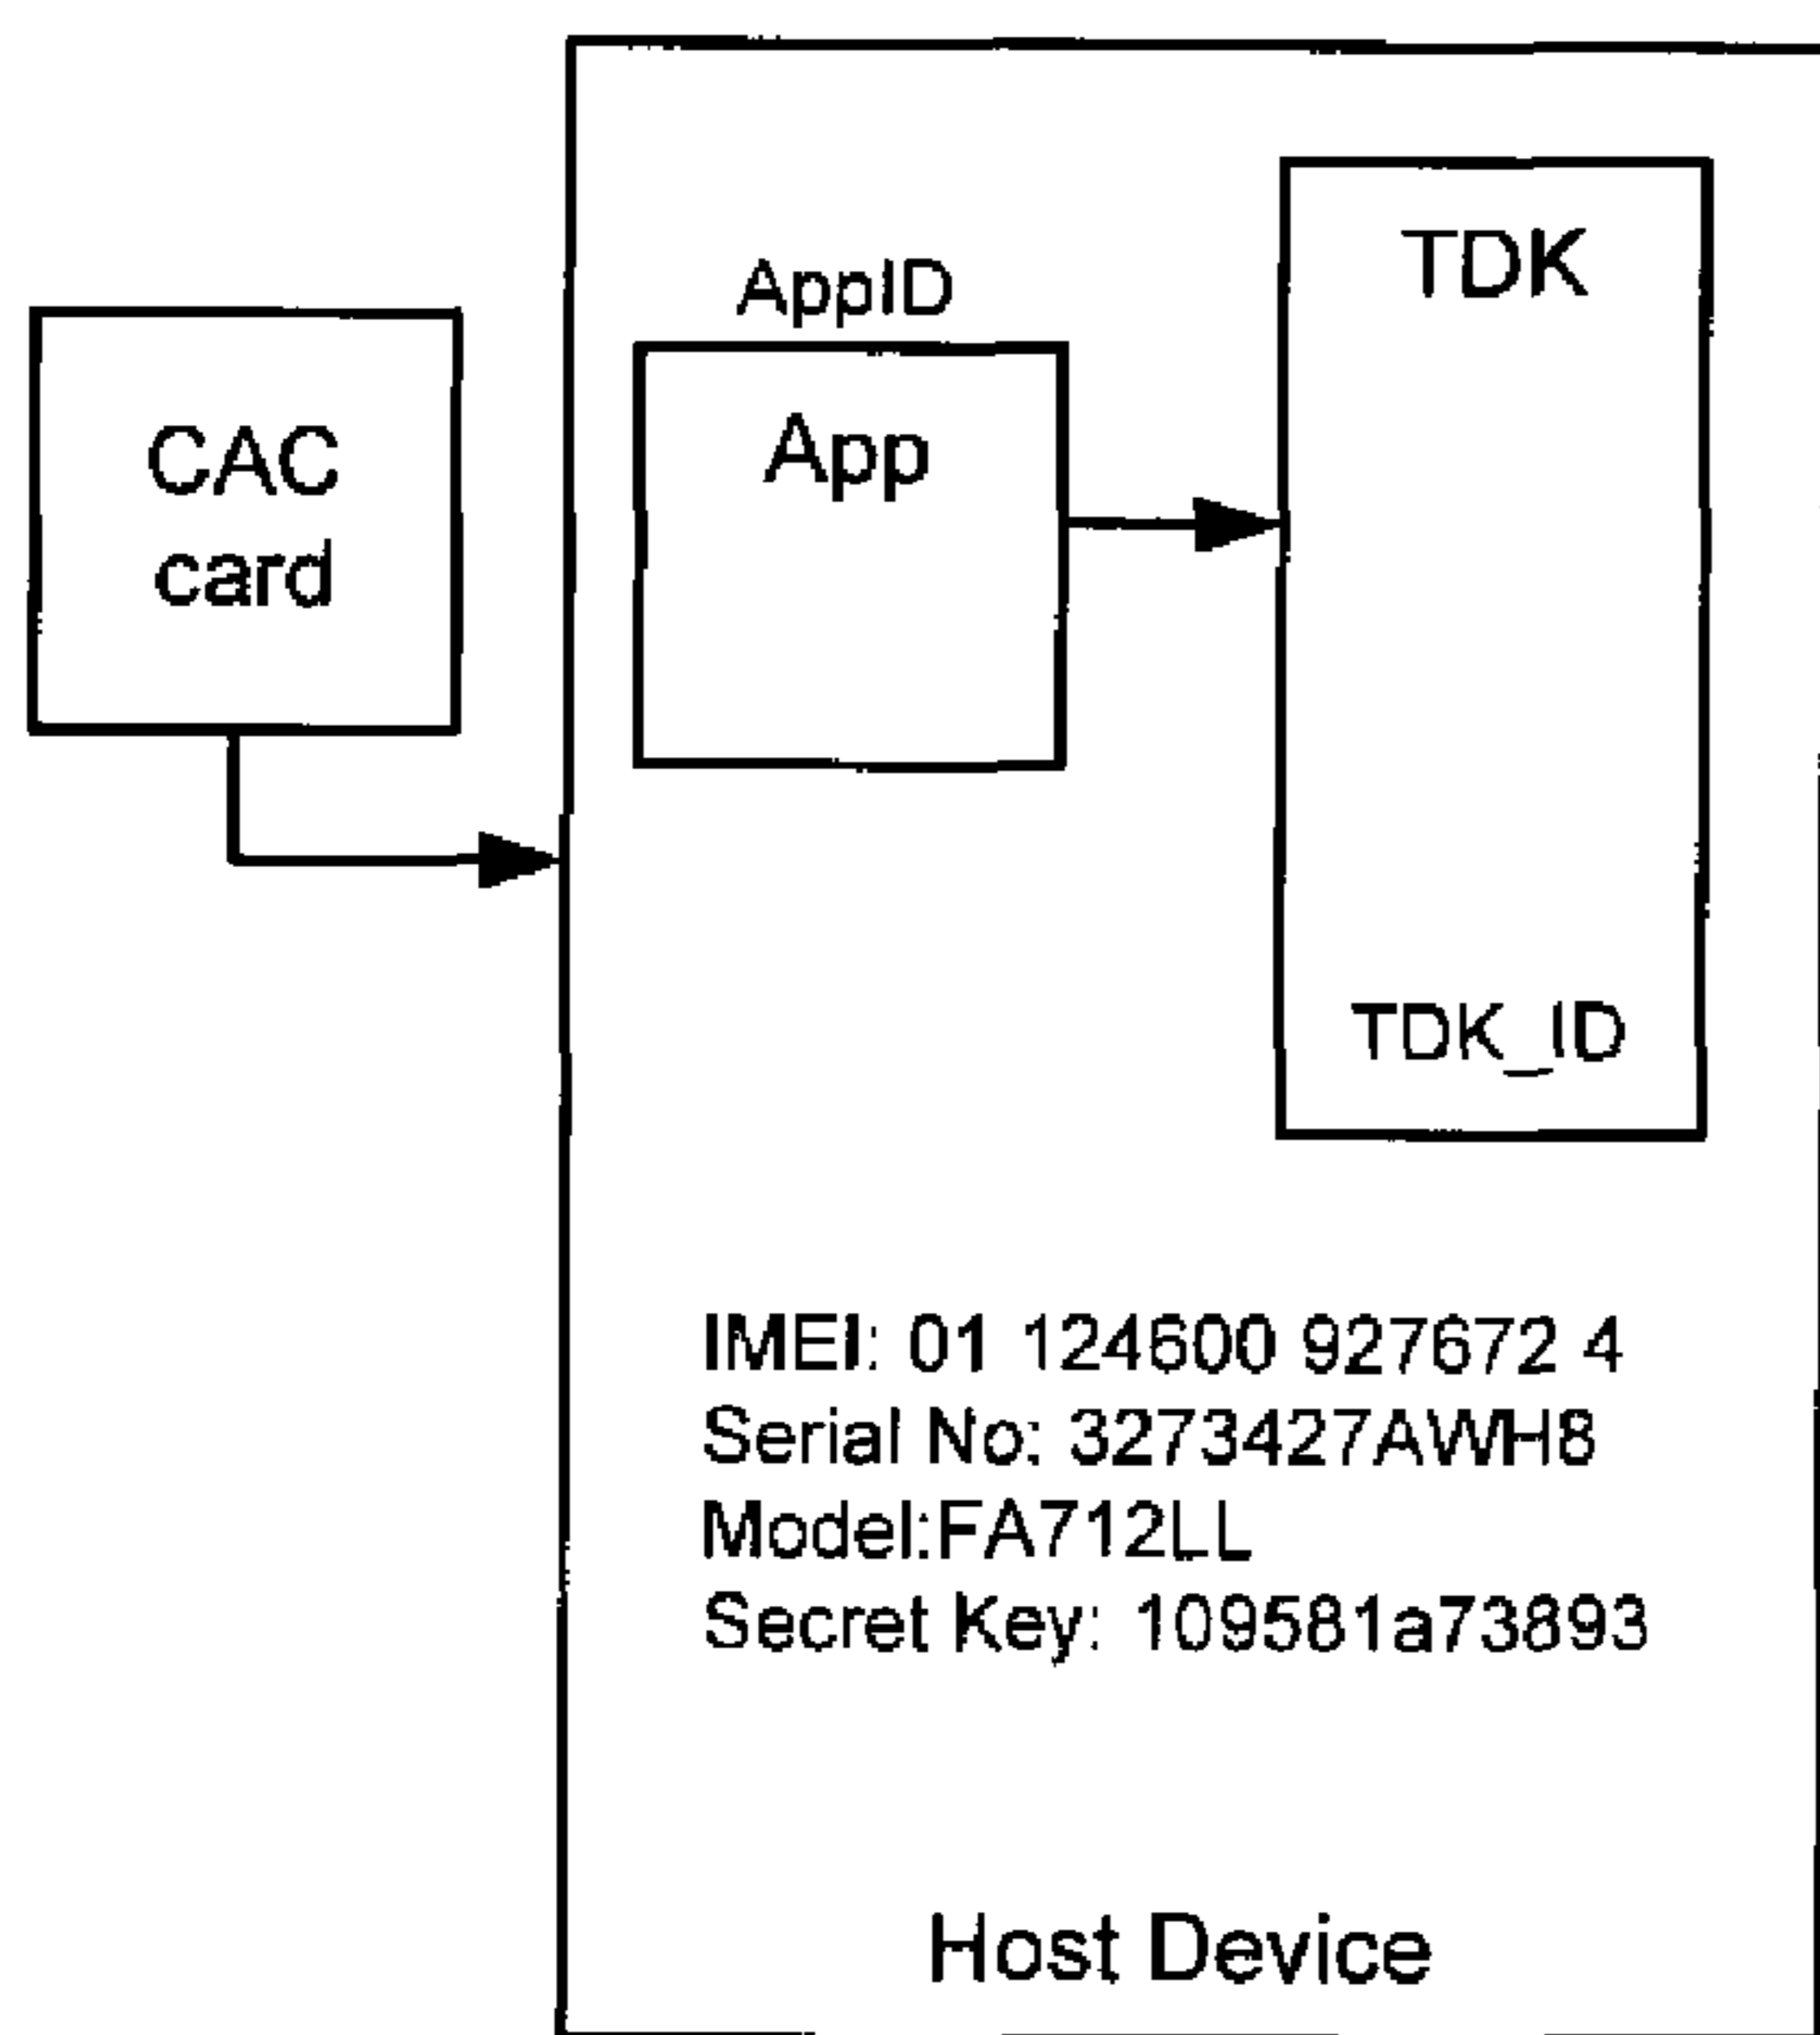 CAC
card
AppID
App
TDK
TDK_ID
IMEI: 01 124600 927672 4
Serial No: 3273427AWH8
Model:FA712LL
Secret Key: 109581a73893
Host Device